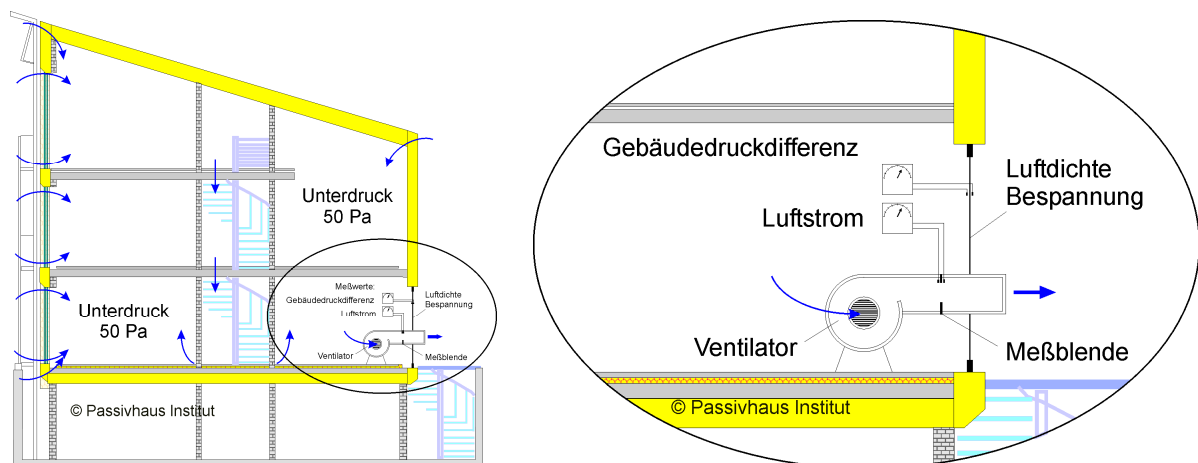 Unterdruck
50 Pa
Unterdruck
50 Pa
Meßwerte:
Gebäudedruckdifferenz
Luftstrom
Luftdichte
Bespannung
Ventilator
Meßblende
© Passivhaus Institut
Gebäudedruckdifferenz
Luftdichte
Bespannung
Luftstrom
Ventilator
Meßblende
© Passivhaus Institut